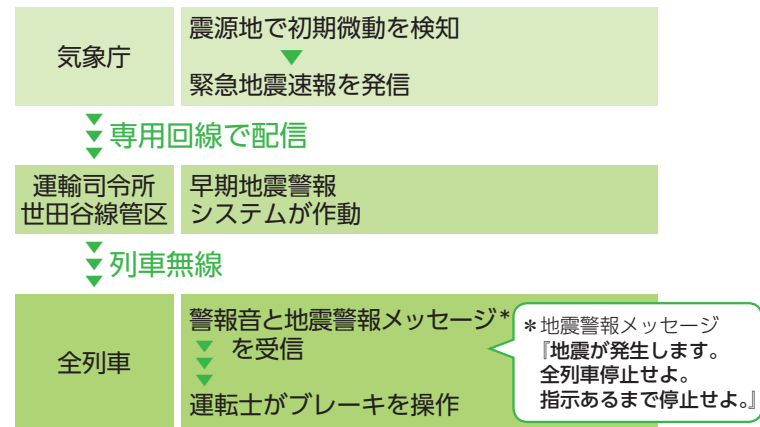 気象庁
震源地で初期微動を検知
緊急地震速報を発信
専用回線で配信
運輸司令所
世田谷線管区
早期地震警報
システムが作動
列車無線
全列車
警報音と地震警報メッセージ*
を受信
運転士がブレーキを操作
*地震警報メッセージ
『地震が発生します。
全列車停止せよ。
指示あるまで停止せよ。』